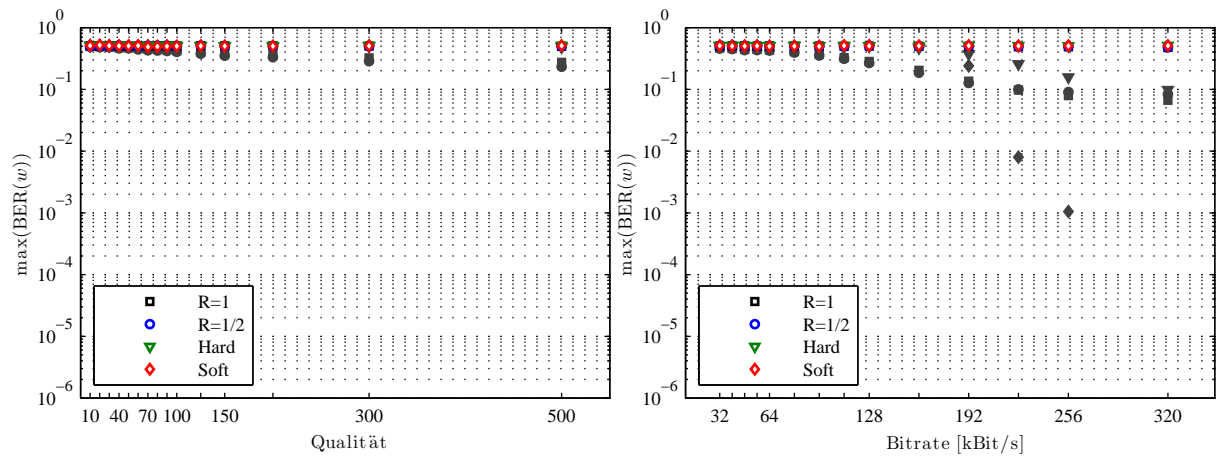 max(BER(w))
10^0
10^-1
10^-2
10^-3
10^-4
10^-5
10^-6
R=1
R=1/2
Hard
Soft
10 40 70 100 150 300 500
Qualität
max(BER(w))
10^0
10^-1
10^-2
10^-3
10^-4
10^-5
10^-6
R=1
R=1/2
Hard
Soft
32 64 128 192 256 320
Bitrate [kBit/s]